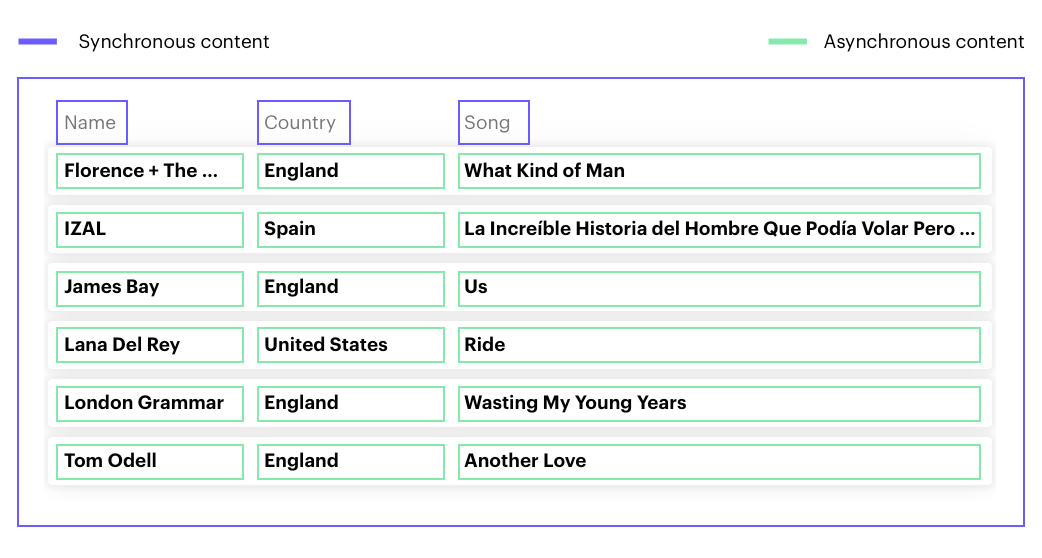 Synchronous content Asynchronous content
Name Country Song
Florence + The ... England What Kind of Man
IZAL Spain La Increíble Historia del Hombre Que Podía Volar Pero ...
James Bay England Us
Lana Del Rey United States Ride
London Grammar England Wasting My Young Years
Tom Odell England Another Love